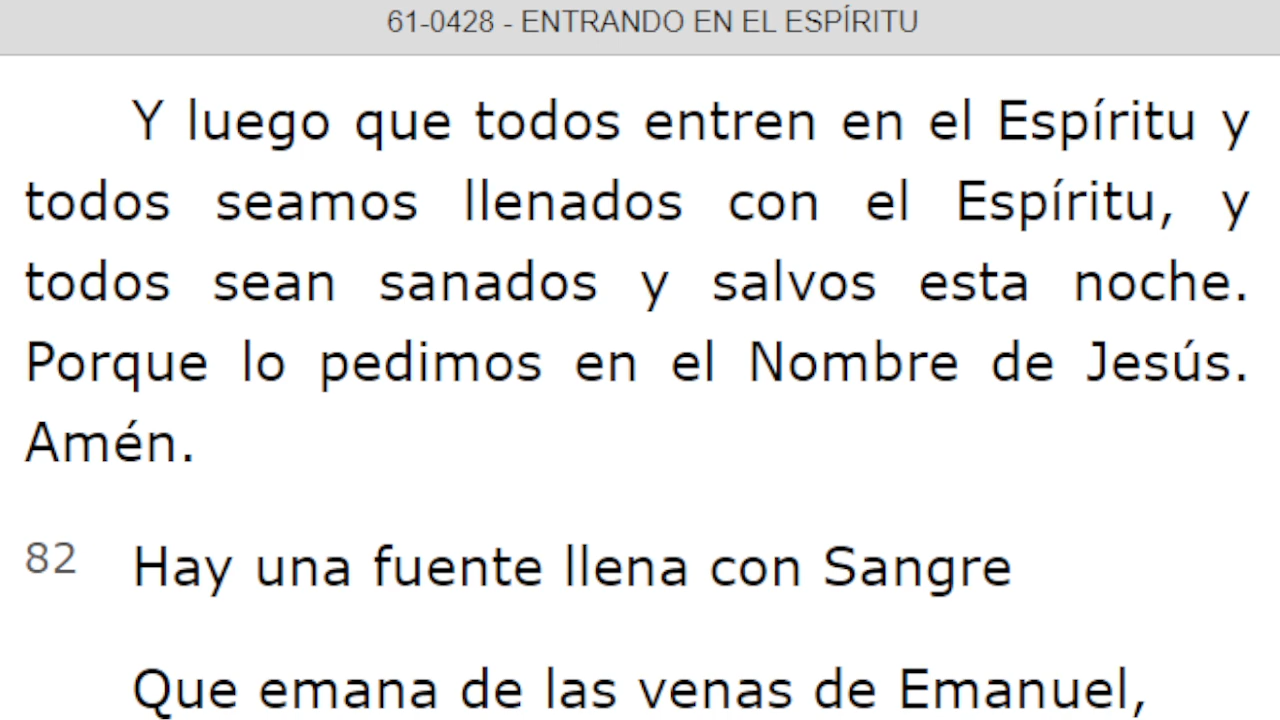 61-0428 - ENTRANDO EN EL ESPÍRITU
Y luego que todos entren en el Espíritu y
todos seamos llenados con el Espíritu, y
todos sean sanados y salvos esta noche.
Porque lo pedimos en el Nombre de Jesús.
Amén.
82 Hay una fuente llena con Sangre
Que emana de las venas de Emanuel,